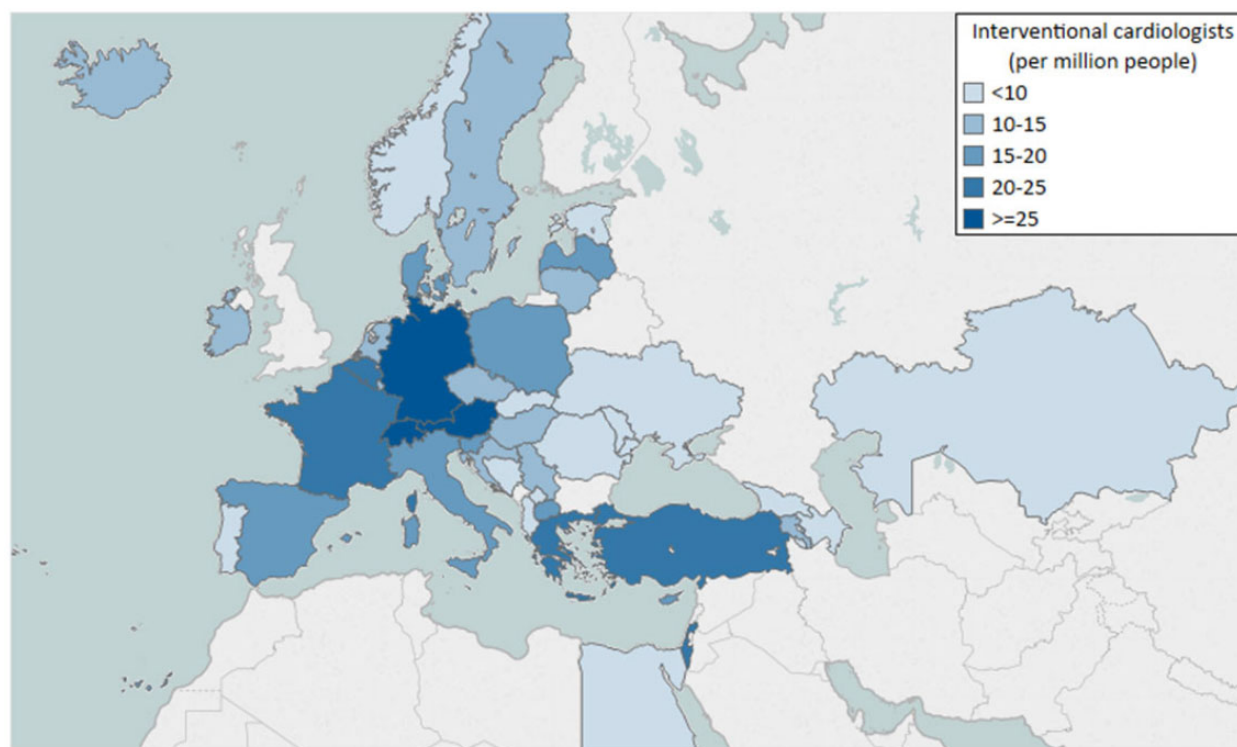 Interventional cardiologists
(per million people)
<10
10-15
15-20
20-25
>=25